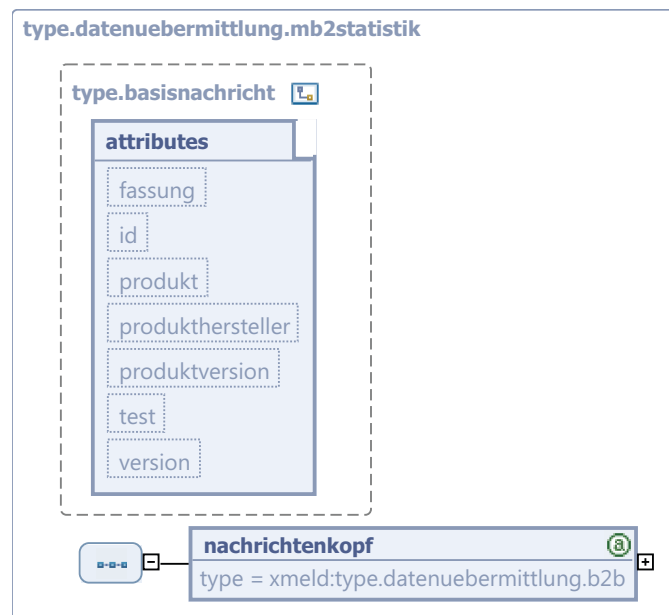 type.datenuebermittlung.mb2statistik
type.basisnachricht
attributes
fassung
id
produkt
produkthersteller
produktversion
test
version
nachrichtenkopf
type = xmeld:type.datenuebermittlung.b2b